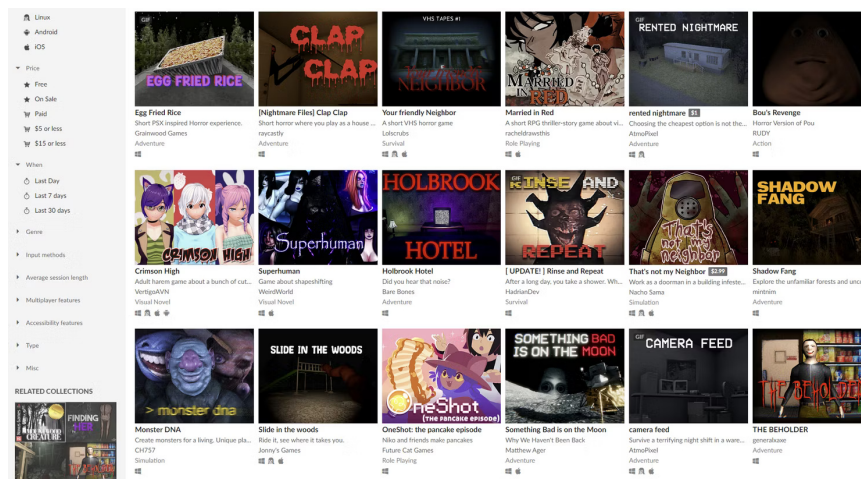 Linux
Android
iOS
Price
Free
On Sale
Paid
$5 or less
$15 or less
When
Last Day
Last 7 days
Last 30 days
Genre
Input methods
Average session length
Multiplayer features
Accessibility features
Type
Misc
RELATED COLLECTIONS
FINDING
HER
CREATURE
GIF
EGG FRIED RICE
Egg Fried Rice
Short PSX inspired Horror experience.
Grainwood Games
Adventure
CLAP
CLAP
[Nightmare Files] Clap Clap
Short horror where you play as a house ...
raycastly
Adventure
VHS TAPES #1
NEIGHBOR
Your friendly Neighbor
A short VHS horror game
Lolscrubs
Survival
MARRIED
IN RED
Married in Red
A short RPG thriller-story game about vi...
racheldrawsthis
Role Playing
GIF
RENTED NIGHTMARE
rented nightmare $1
Choosing the cheapest option is not the...
AtmoPixel
Adventure
Bou's Revenge
Horror Version of Pou
RUDY
Action
CRIMSON HIGH
Crimson High
Adult harem game about a bunch of cut...
VertigoAVN
Visual Novel
Superhuman
Superhuman
Game about shapeshifting
WeirdWorld
Visual Novel
HOLBROOK
HOTEL
Holbrook Hotel
Did you hear that noise?
Bare Bones
Adventure
GIF
RINSE AND
REPEAT
[ UPDATE! ] Rinse and Repeat
After a long day, you take a shower. Wh...
HadrianDev
Survival
That's
not my
neighbor
That's not my Neighbor $2.99
Work as a doorman in a building infeste...
Nacho Sama
Simulation
SHADOW
FANG
Shadow Fang
Explore the unfamiliar forests and unco
mintnim
Adventure
> monster dna
Monster DNA
Create monsters for a living. Unique pla...
CH757
Simulation
SLIDE IN THE WOODS
Slide in the woods
Ride it, see where it takes you.
Jonny's Games
Adventure
OneShot
(THE PANCAKE EPISODE)
OneShot: the pancake episode
Niko and friends make pancakes
Future Cat Games
Role Playing
SOMETHING BAD
IS ON THE MOON
Something Bad is on the Moon
Why We Haven't Been Back
Matthew Ager
Adventure
GIF
CAMERA FEED
camera feed
Survive a terrifying night shift in a ware...
AtmoPixel
Adventure
THE BEHOLDER
THE BEHOLDER
generalxaxe
Adventure